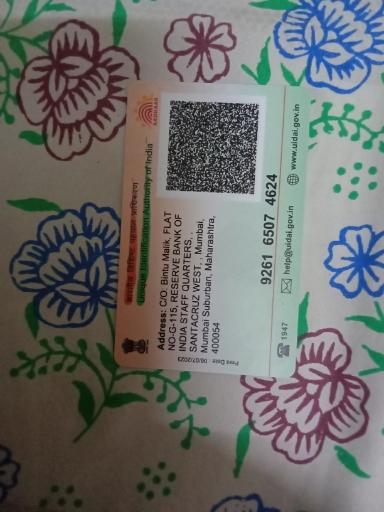 भारतीय विशिष्ट पहचान प्राधिकरण
Unique Identification Authority of India
AADHAAR
Address: C/O. Bintu Malik, FLAT
NO-G-115, RESERVE BANK OF
INDIA STAFF QUARTERS, ,
SANTACRUZ WEST, , Mumbai,
Mumbai Suburban, Maharashtra,
400054
Print Date : 06/07/2023
9261 6507 4624
1947
help@uidai.gov.in
www.uidai.gov.in